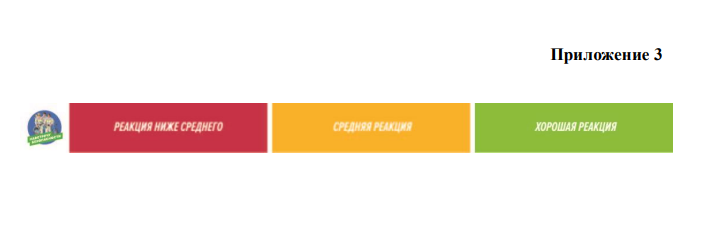 Приложение 3
РЕАКЦИЯ НИЖЕ СРЕДНЕГО
СРЕДНЯЯ РЕАКЦИЯ
ХОРОШАЯ РЕАКЦИЯ